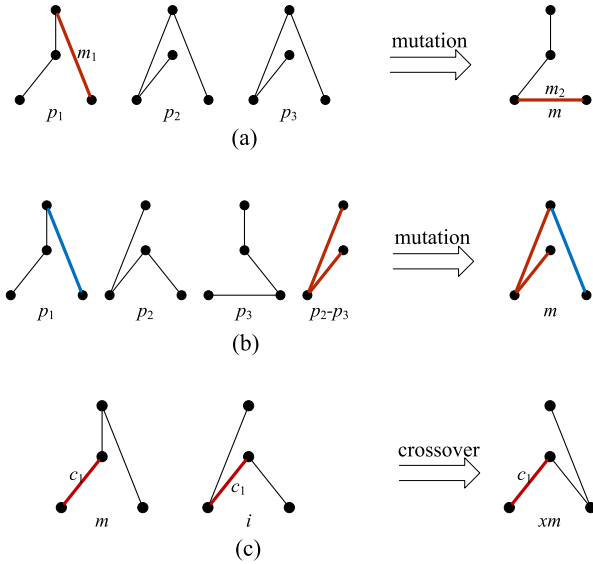 m1
mutation
m2
p1 p2 p3 m
(a)
mutation
p1 p2 p3 p2-p3 m
(b)
crossover
c1 c1 c1
m i xm
(c)